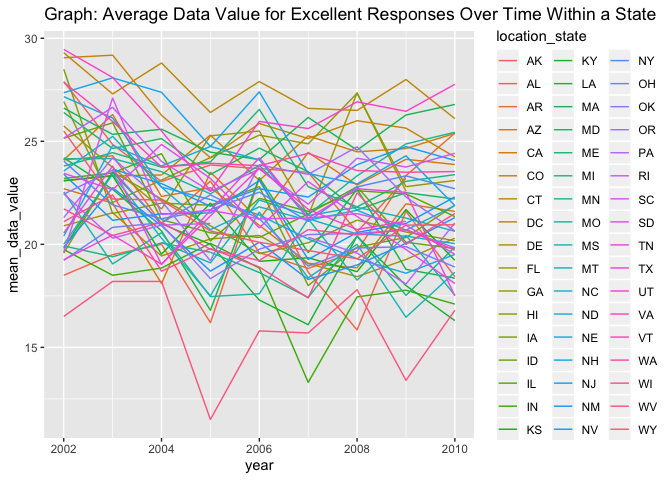 Graph: Average Data Value for Excellent Responses Over Time Within a State
mean_data_value
30
25
20
15
2002
2004
2006
2008
2010
year
location_state
AK
AL
AR
AZ
CA
CO
CT
DC
DE
FL
GA
HI
IA
ID
IL
IN
KS
KY
LA
MA
MD
ME
MI
MN
MO
MS
MT
NC
ND
NE
NH
NJ
NM
NV
NY
OH
OK
OR
PA
RI
SC
SD
TN
TX
UT
VA
VT
WA
WI
WV
WY